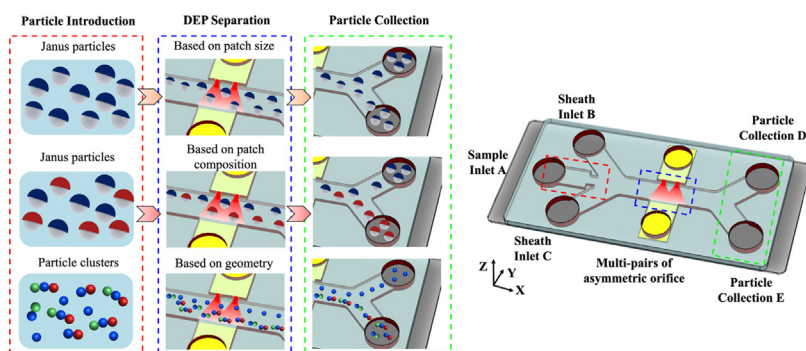 Particle Introduction
DEP Separation
Particle Collection
Janus particles
Based on patch size
Janus particles
Based on patch
composition
Particle clusters
Based on geometry
Sheath
Inlet B
Sample
Inlet A
Sheath
Inlet C
Particle
Collection D
Multi-pairs of
asymmetric orifice
Particle
Collection E
Z
Y
X